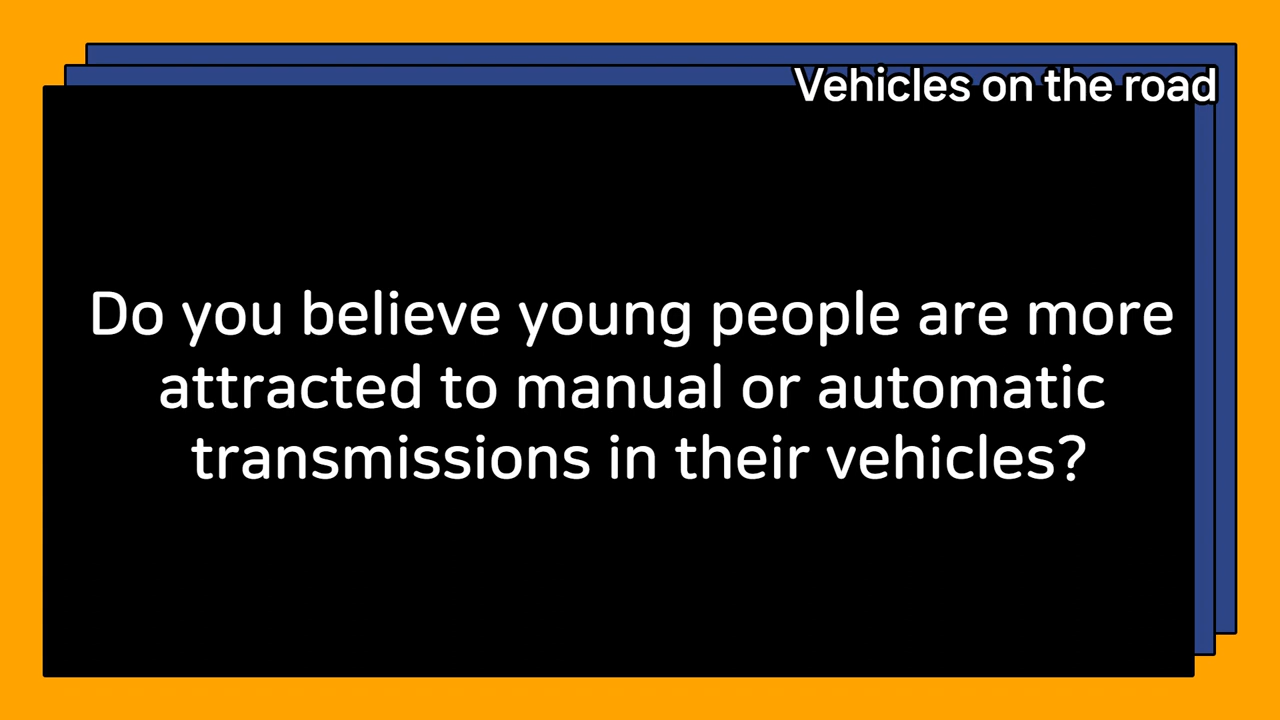 Vehicles on the road
Do you believe young people are more
attracted to manual or automatic
transmissions in their vehicles?